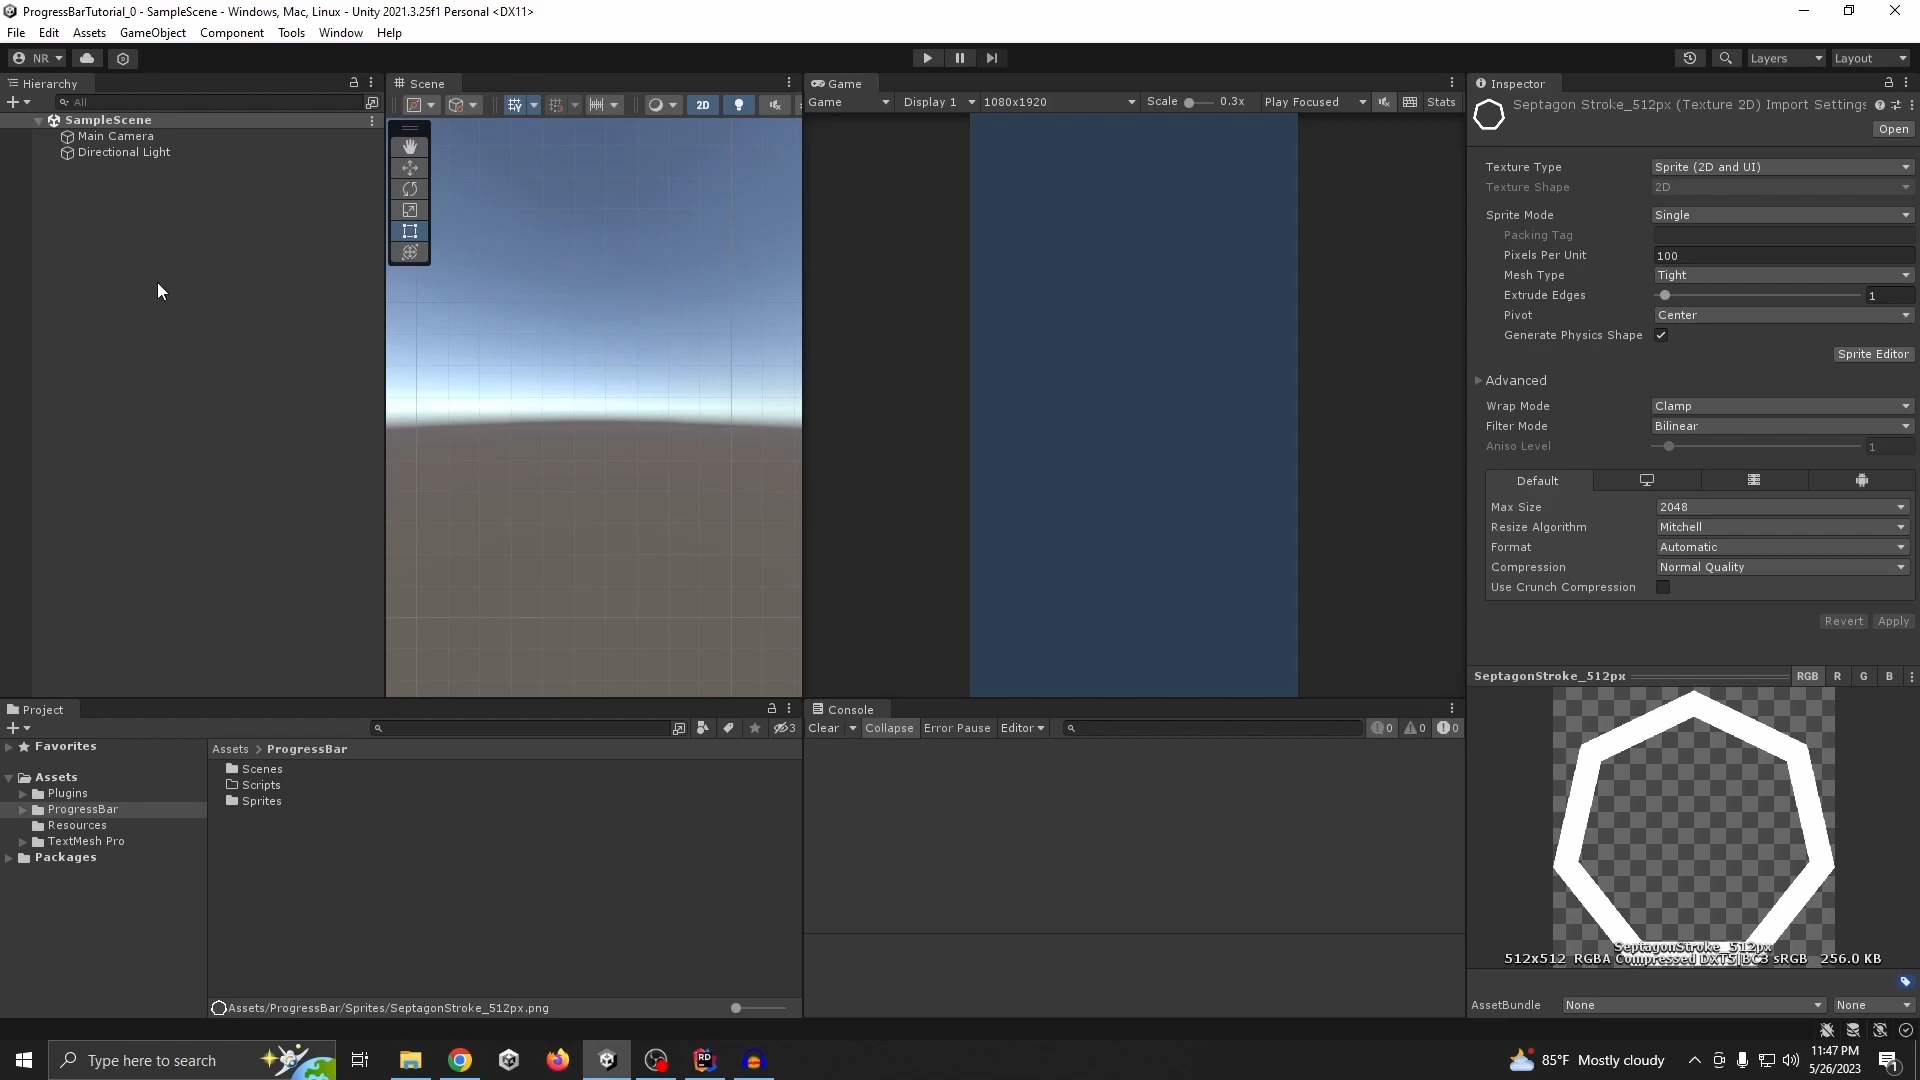 ProgressBarTutorial_0 - SampleScene - Windows, Mac, Linux - Unity 2021.3.25f1 Personal <DX11>
File Edit Assets GameObject Component Tools Window Help
NR
Layers Layout
Hierarchy
All
SampleScene
Main Camera
Directional Light
Scene
2D
Game
Game Display 1 1080x1920 Scale 0.3x Play Focused Stats
Inspector
Septagon Stroke_512px (Texture 2D) Import Settings
Open
Texture Type Sprite (2D and UI)
Texture Shape 2D
Sprite Mode Single
Packing Tag
Pixels Per Unit 100
Mesh Type Tight
Extrude Edges 1
Pivot Center
Generate Physics Shape
Sprite Editor
Advanced
Wrap Mode Clamp
Filter Mode Bilinear
Aniso Level 1
Default
Max Size 2048
Resize Algorithm Mitchell
Format Automatic
Compression Normal Quality
Use Crunch Compression
Revert Apply
SeptagonStroke_512px RGB R G B
SeptagonStroke_512px
512x512 RGBA Compressed DXT5|BC3 sRGB 256.0 KB
AssetBundle None None
Project
3
Favorites
Assets
Plugins
ProgressBar
Resources
TextMesh Pro
Packages
Assets > ProgressBar
Scenes
Scripts
Sprites
Assets/ProgressBar/Sprites/SeptagonStroke_512px.png
Console
Clear Collapse Error Pause Editor 0 0 0
Type here to search
RD
85°F Mostly cloudy
11:47 PM
5/26/2023
1